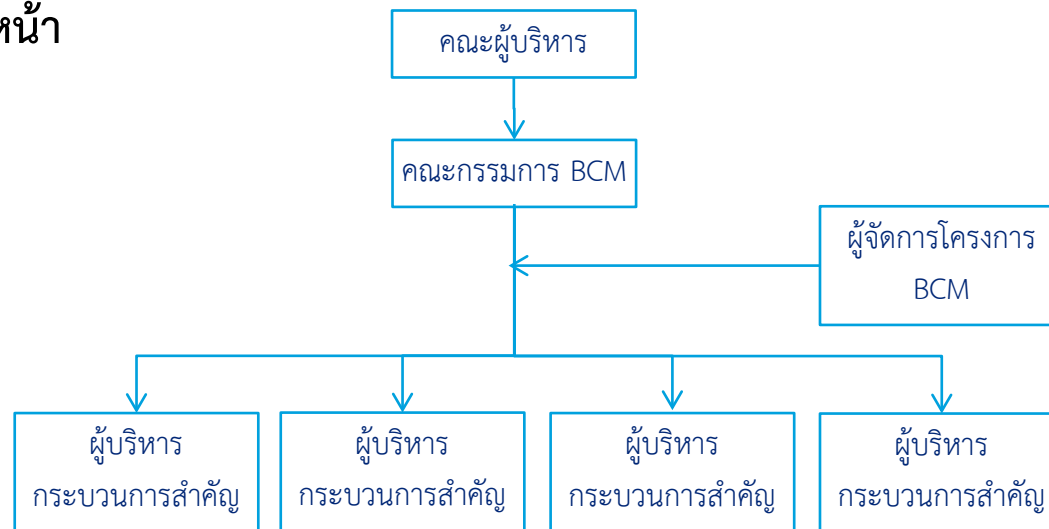 หน้า
คณะผู้บริหาร
คณะกรรมการ BCM
ผู้จัดการโครงการ
BCM
ผู้บริหาร
กระบวนการสำคัญ
ผู้บริหาร
กระบวนการสำคัญ
ผู้บริหาร
กระบวนการสำคัญ
ผู้บริหาร
กระบวนการสำคัญ